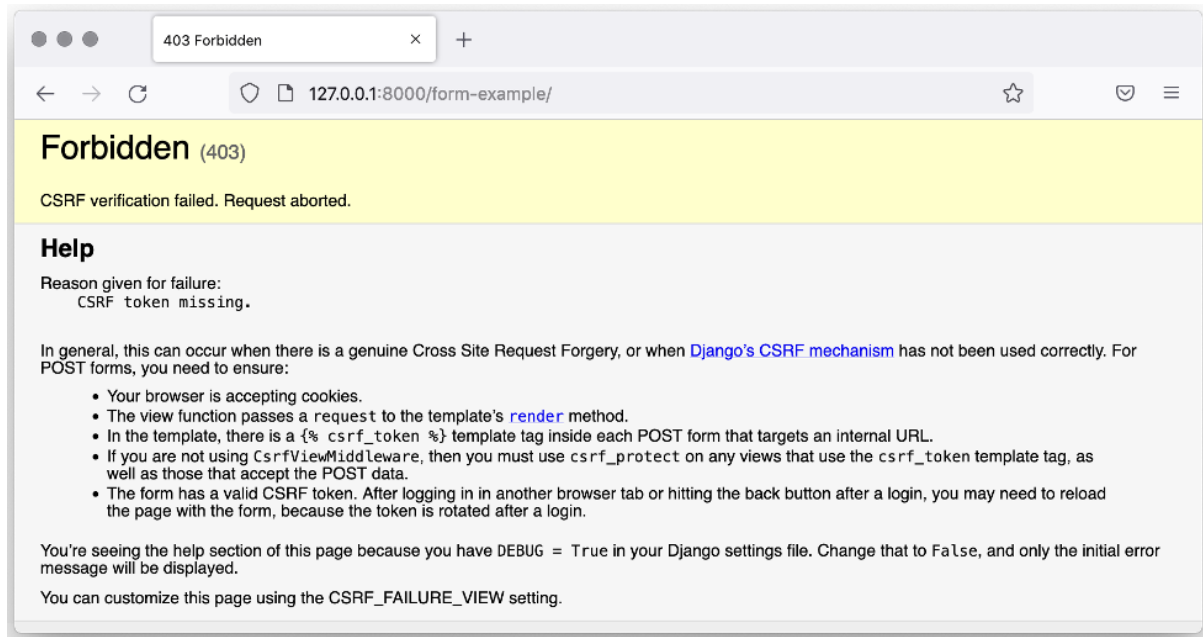 403 Forbidden
127.0.0.1:8000/form-example/
Forbidden (403)
CSRF verification failed. Request aborted.
Help
Reason given for failure:
CSRF token missing.
In general, this can occur when there is a genuine Cross Site Request Forgery, or when Django's CSRF mechanism has not been used correctly. For
POST forms, you need to ensure:
• Your browser is accepting cookies.
• The view function passes a request to the template's render method.
• In the template, there is a {% csrf_token %} template tag inside each POST form that targets an internal URL.
• If you are not using CsrfViewMiddleware, then you must use csrf_protect on any views that use the csrf_token template tag, as
well as those that accept the POST data.
• The form has a valid CSRF token. After logging in in another browser tab or hitting the back button after a login, you may need to reload
the page with the form, because the token is rotated after a login.
You're seeing the help section of this page because you have DEBUG = True in your Django settings file. Change that to False, and only the initial error
message will be displayed.
You can customize this page using the CSRF_FAILURE_VIEW setting.